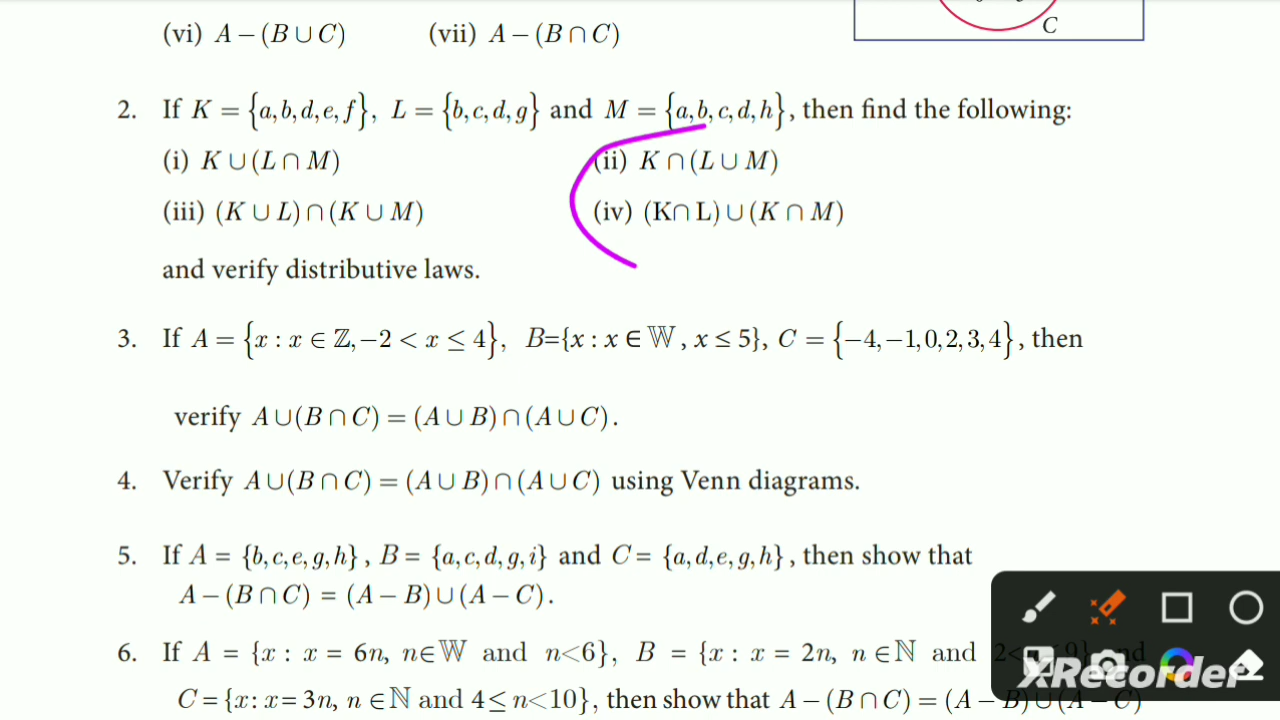 (vi) A − (B ∪ C) (vii) A − (B ∩ C)
C
2. If K = {a, b, d, e, f}, L = {b, c, d, g} and M = {a, b, c, d, h}, then find the following:
(i) K ∪ (L ∩ M) (ii) K ∩ (L ∪ M)
(iii) (K ∪ L) ∩ (K ∪ M) (iv) (K∩ L) ∪ (K ∩ M)
and verify distributive laws.
3. If A = {x : x ∈ ℤ, −2 < x ≤ 4}, B={x : x ∈ 𝕎, x ≤ 5}, C = {−4, −1, 0, 2, 3, 4}, then
verify A ∪ (B ∩ C) = (A ∪ B) ∩ (A ∪ C).
4. Verify A ∪ (B ∩ C) = (A ∪ B) ∩ (A ∪ C) using Venn diagrams.
5. If A = {b, c, e, g, h}, B = {a, c, d, g, i} and C = {a, d, e, g, h}, then show that
A − (B ∩ C) = (A − B) ∪ (A − C).
6. If A = {x : x = 6n, n∈𝕎 and n<6}, B = {x : x = 2n, n ∈ℕ and
C = {x: x = 3n, n ∈ℕ and 4 ≤ n<10}, then show that A − (B ∩ C) = (A − B) ∪ (A − C)
XRecorder